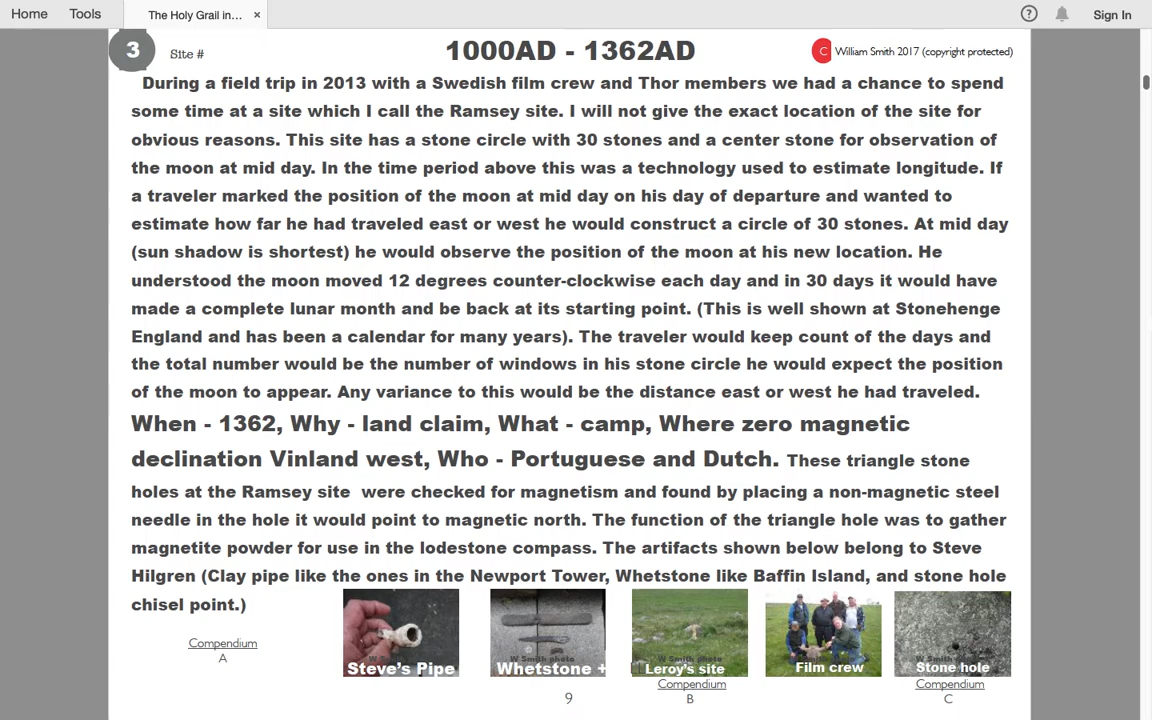 Home Tools The Holy Grail in... × Sign In
3 Site # 1000AD - 1362AD C William Smith 2017 (copyright protected)
During a field trip in 2013 with a Swedish film crew and Thor members we had a chance to spend
some time at a site which I call the Ramsey site. I will not give the exact location of the site for
obvious reasons. This site has a stone circle with 30 stones and a center stone for observation of
the moon at mid day. In the time period above this was a technology used to estimate longitude. If
a traveler marked the position of the moon at mid day on his day of departure and wanted to
estimate how far he had traveled east or west he would construct a circle of 30 stones. At mid day
(sun shadow is shortest) he would observe the position of the moon at his new location. He
understood the moon moved 12 degrees counter-clockwise each day and in 30 days it would have
made a complete lunar month and be back at its starting point. (This is well shown at Stonehenge
England and has been a calendar for many years). The traveler would keep count of the days and
the total number would be the number of windows in his stone circle he would expect the position
of the moon to appear. Any variance to this would be the distance east or west he had traveled.
When - 1362, Why - land claim, What - camp, Where zero magnetic
declination Vinland west, Who - Portuguese and Dutch. These triangle stone
holes at the Ramsey site were checked for magnetism and found by placing a non-magnetic steel
needle in the hole it would point to magnetic north. The function of the triangle hole was to gather
magnetite powder for use in the lodestone compass. The artifacts shown below belong to Steve
Hilgren (Clay pipe like the ones in the Newport Tower, Whetstone like Baffin Island, and stone hole
chisel point.)
Compendium
A
W Smith photo
Steve's Pipe
W Smith photo
Whetstone +
W Smith photo
Leroy's site
Compendium
B
Film crew
W Smith photo
Stone hole
Compendium
C
9